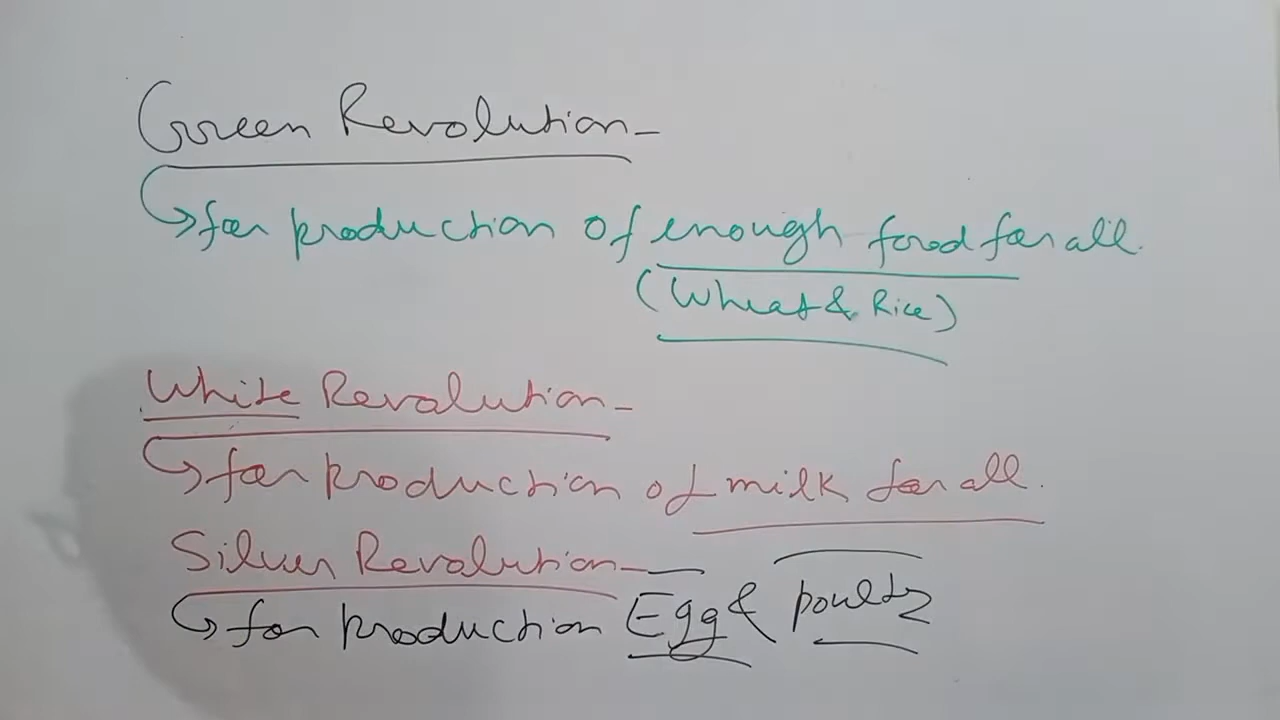 Green Revolution-
↳ for production of enough food for all.
(Wheat & Rice)
White Revolution-
↳ for production of milk for all.
Silver Revolution-
↳ for production Egg & poultry